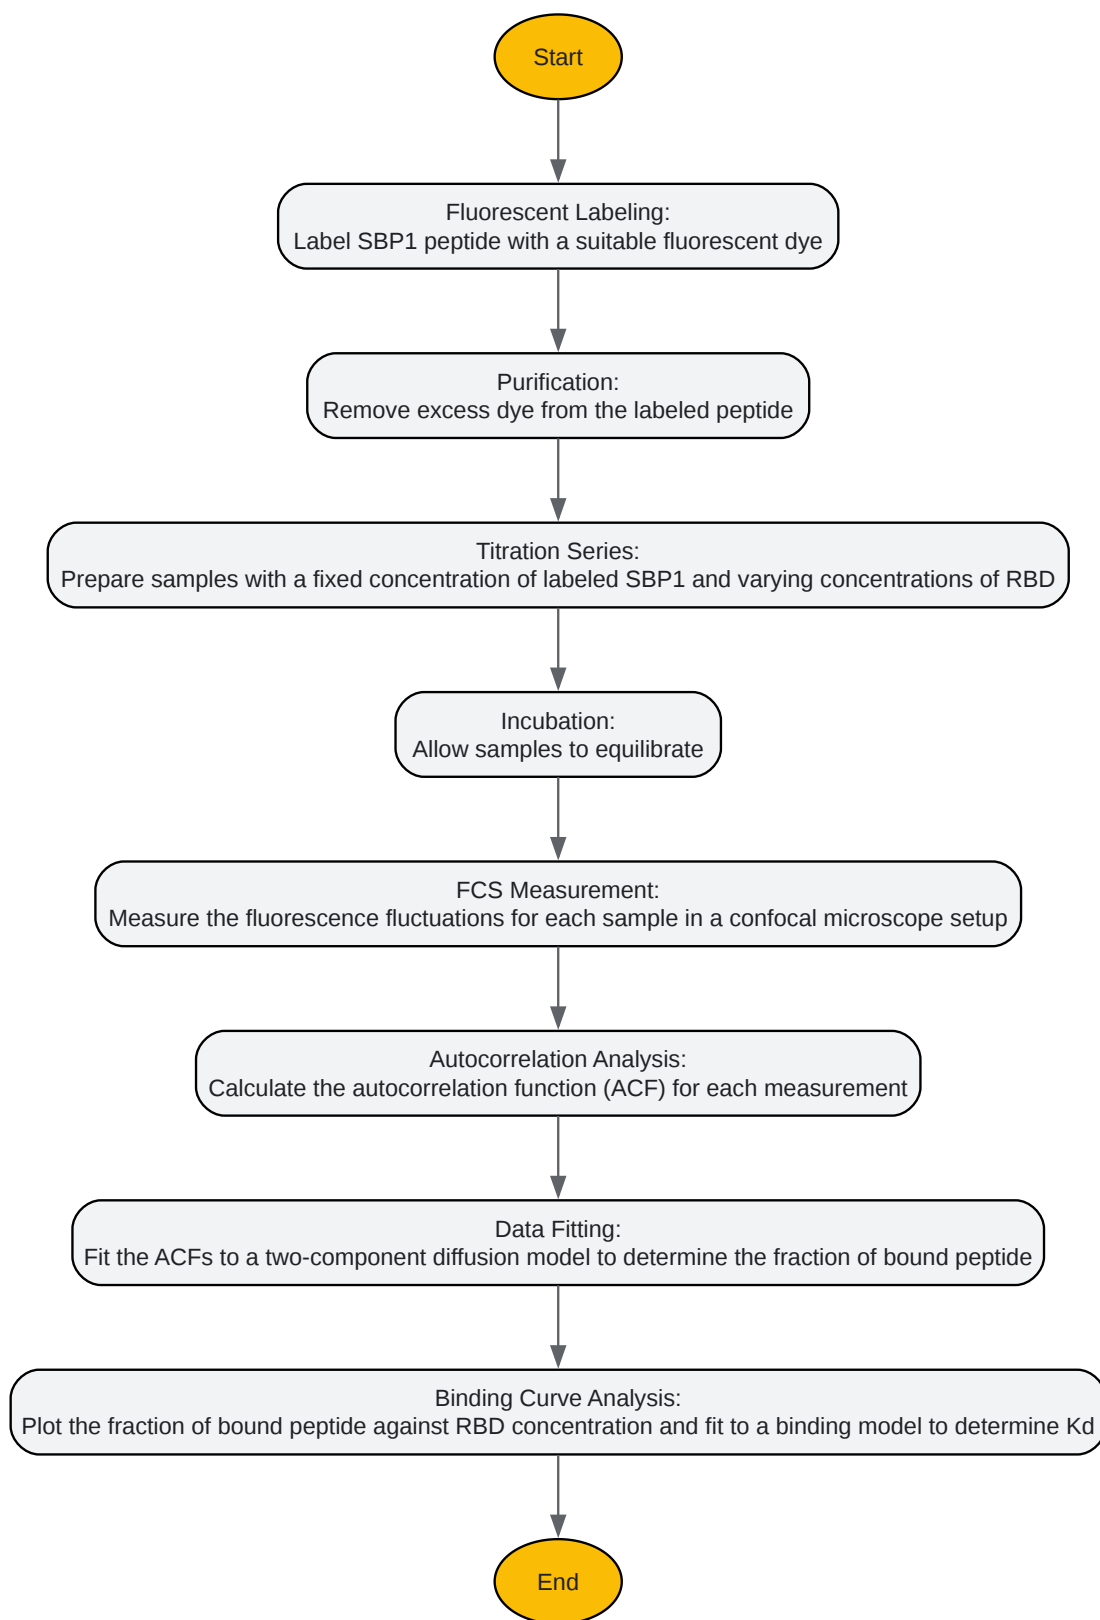 Start
Fluorescent Labeling:
Label SBP1 peptide with a suitable fluorescent dye
Purification:
Remove excess dye from the labeled peptide
Titration Series:
Prepare samples with a fixed concentration of labeled SBP1 and varying concentrations of RBD
Incubation:
Allow samples to equilibrate
FCS Measurement:
Measure the fluorescence fluctuations for each sample in a confocal microscope setup
Autocorrelation Analysis:
Calculate the autocorrelation function (ACF) for each measurement
Data Fitting:
Fit the ACFs to a two-component diffusion model to determine the fraction of bound peptide
Binding Curve Analysis:
Plot the fraction of bound peptide against RBD concentration and fit to a binding model to determine Kd
End